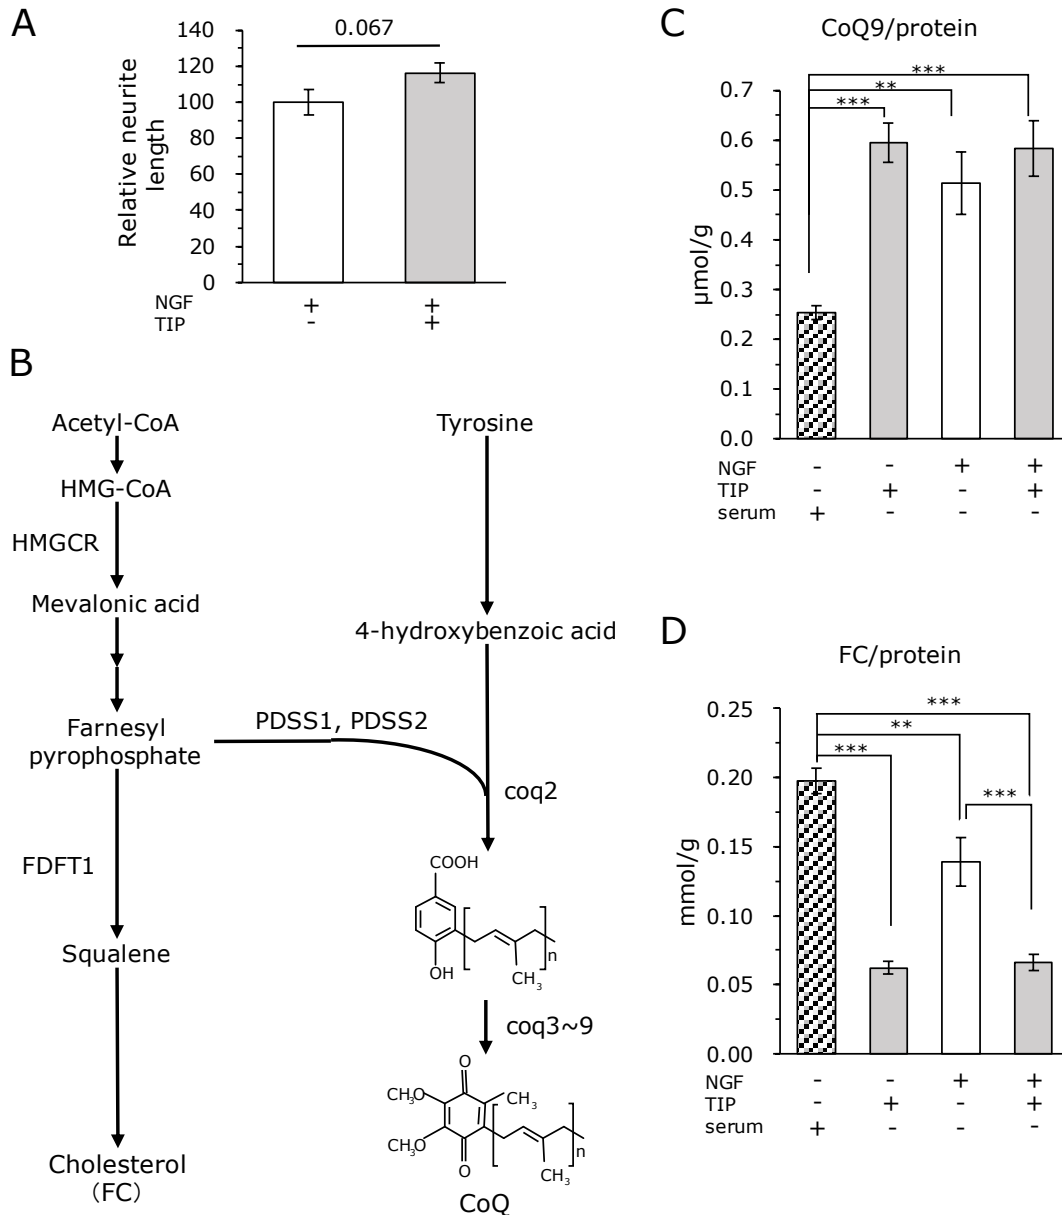 A
Relative neurite
length
140
120
100
80
60
40
20
0
0.067
NGF + +
TIP - +
B
Acetyl-CoA
HMG-CoA
HMGCR
Mevalonic acid
Farnesyl
pyrophosphate
FDFT1
Squalene
Cholesterol
(FC)
Tyrosine
4-hydroxybenzoic acid
PDSS1, PDSS2
coq2
COOH
OH
CH3
n
coq3~9
O
CH3O
CH3
CH3O
n
O
CH3
CoQ
C
CoQ9/protein
μmol/g
0.7
0.6
0.5
0.4
0.3
0.2
0.1
0.0
***
**
***
NGF - - + +
TIP - + - +
serum + - - -
D
FC/protein
mmol/g
0.25
0.20
0.15
0.10
0.05
0.00
***
**
***
***
NGF - - + +
TIP - + - +
serum + - - -